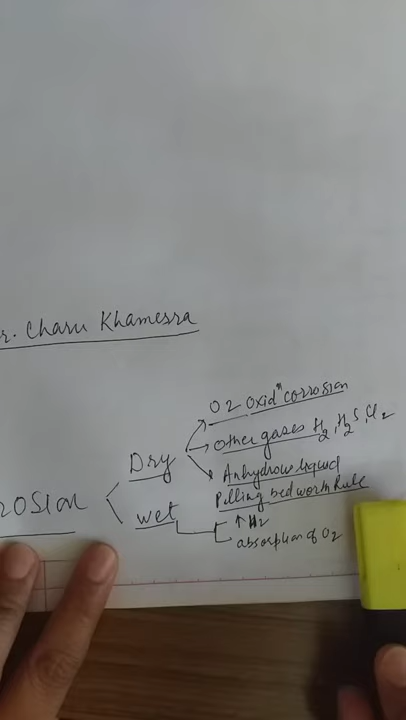 r. Charu Khamesra
ROSION
Dry
O2 Oxidⁿ corrosion
other gases H2, H2S, Cl2
Anhydrow liquid
Pilling bedworth Rule
wet
↑ H2
absorption of O2